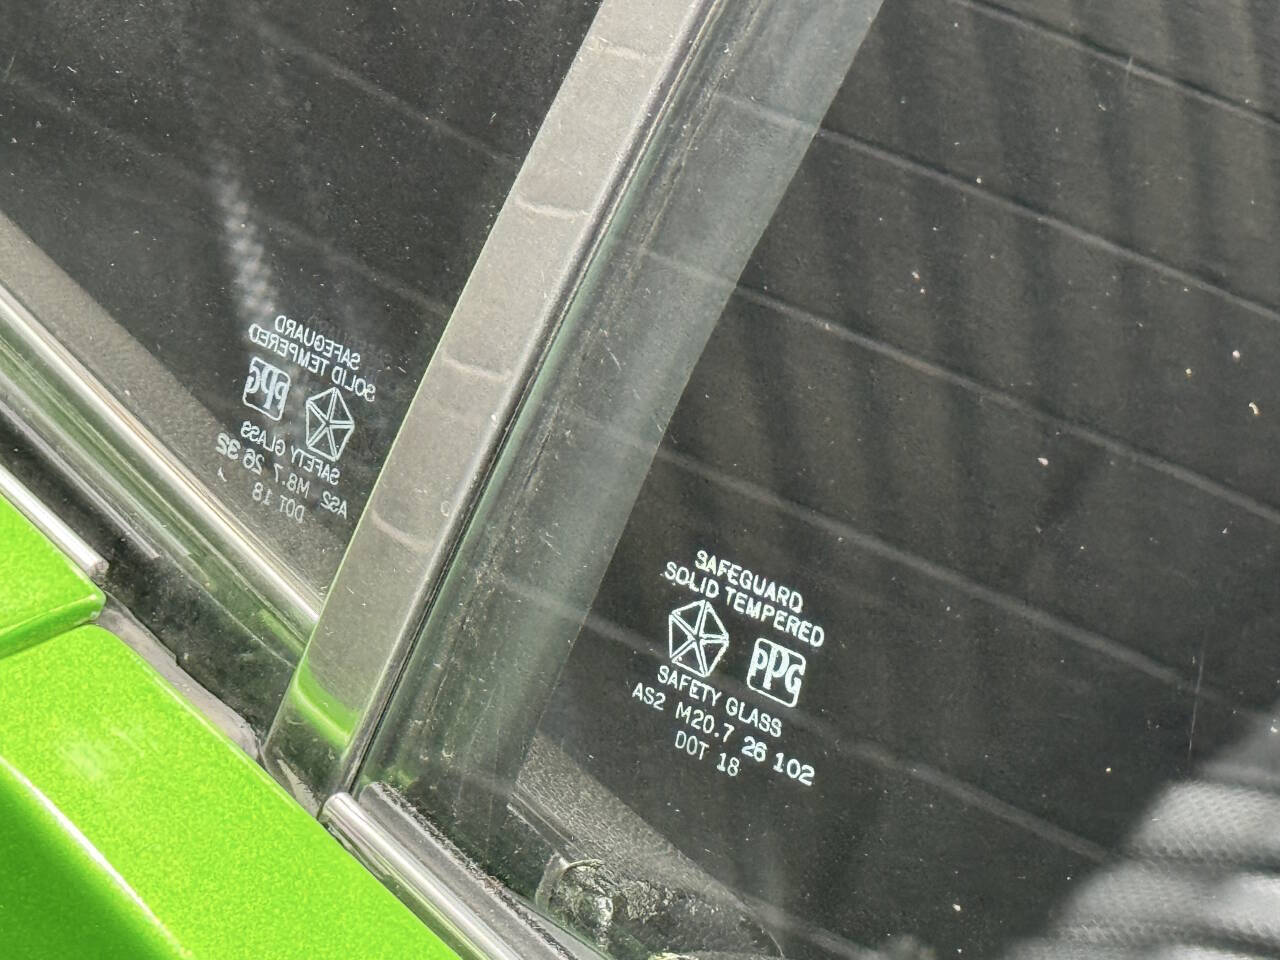 SAFEGUARD
SOLID TEMPERED
PPG
SAFETY GLASS
AS2 M8.7 26 32
DOT 18
SAFEGUARD
SOLID TEMPERED
PPG
SAFETY GLASS
AS2 M20.7 26 102
DOT 18